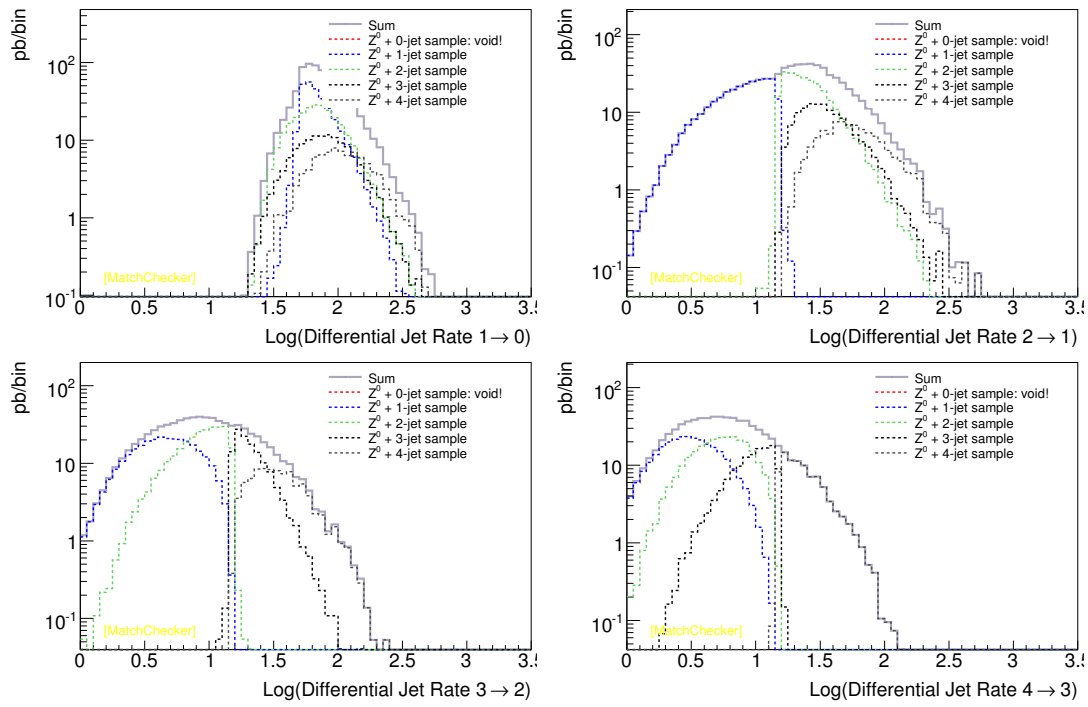 pb/bin
10²
10
1
10⁻¹
Sum
Z⁰ + 0-jet sample: void!
Z⁰ + 1-jet sample
Z⁰ + 2-jet sample
Z⁰ + 3-jet sample
Z⁰ + 4-jet sample
[MatchChecker]
0 0.5 1 1.5 2 2.5 3 3.5
Log(Differential Jet Rate 1→0)
pb/bin
10²
10
1
10⁻¹
Sum
Z⁰ + 0-jet sample: void!
Z⁰ + 1-jet sample
Z⁰ + 2-jet sample
Z⁰ + 3-jet sample
Z⁰ + 4-jet sample
[MatchChecker]
0 0.5 1 1.5 2 2.5 3 3.5
Log(Differential Jet Rate 2→1)
pb/bin
10²
10
1
10⁻¹
Sum
Z⁰ + 0-jet sample: void!
Z⁰ + 1-jet sample
Z⁰ + 2-jet sample
Z⁰ + 3-jet sample
Z⁰ + 4-jet sample
[MatchChecker]
0 0.5 1 1.5 2 2.5 3 3.5
Log(Differential Jet Rate 3→2)
pb/bin
10²
10
1
10⁻¹
Sum
Z⁰ + 0-jet sample: void!
Z⁰ + 1-jet sample
Z⁰ + 2-jet sample
Z⁰ + 3-jet sample
Z⁰ + 4-jet sample
[MatchChecker]
0 0.5 1 1.5 2 2.5 3 3.5
Log(Differential Jet Rate 4→3)